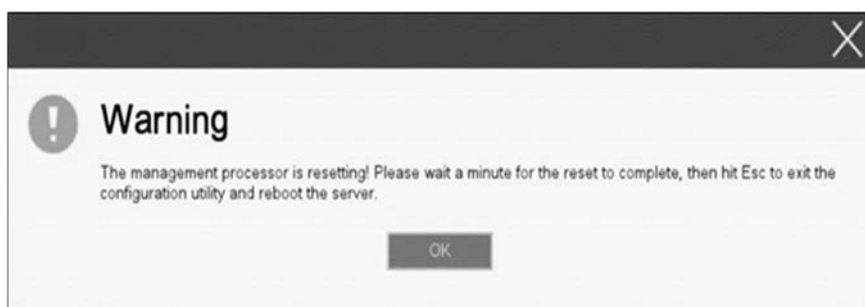 Warning
The management processor is resetting! Please wait a minute for the reset to complete, then hit Esc to exit the
configuration utility and reboot the server.
OK